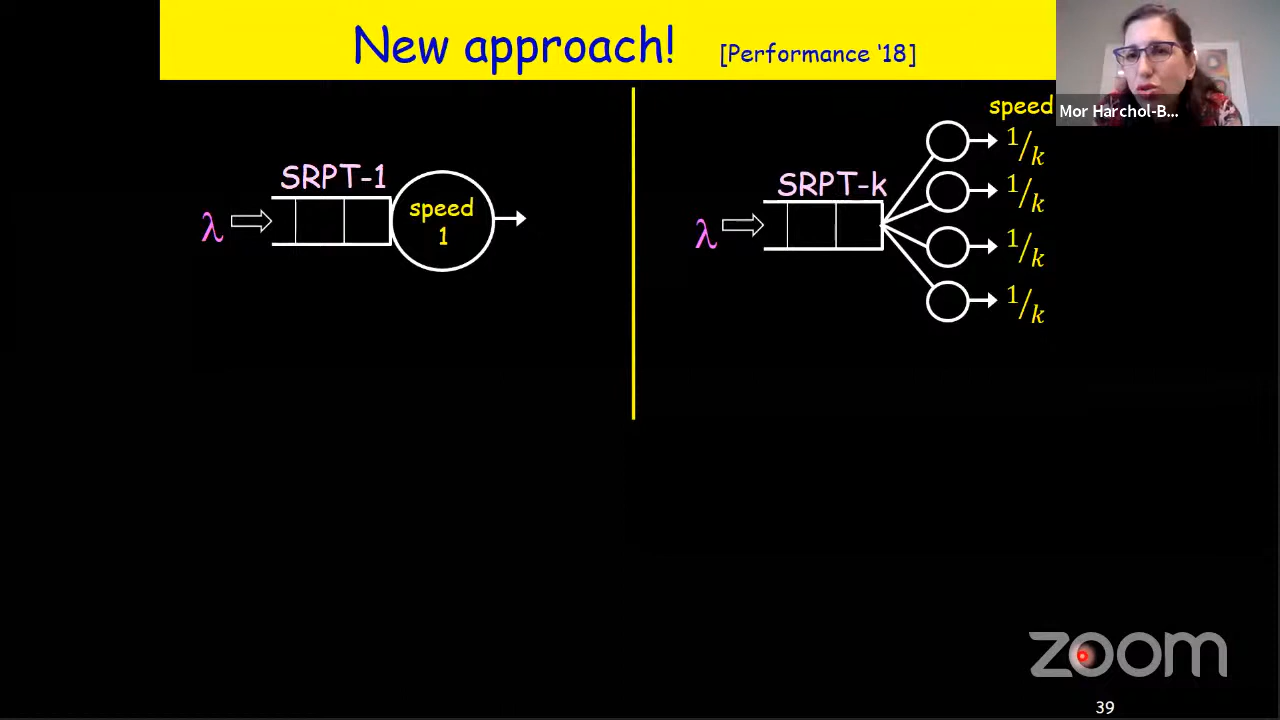 New approach! [Performance ‘18]
Mor Harchol-B...
SRPT-1
λ
speed
1
speed
SRPT-k
λ
1/k
1/k
1/k
1/k
zoom
39